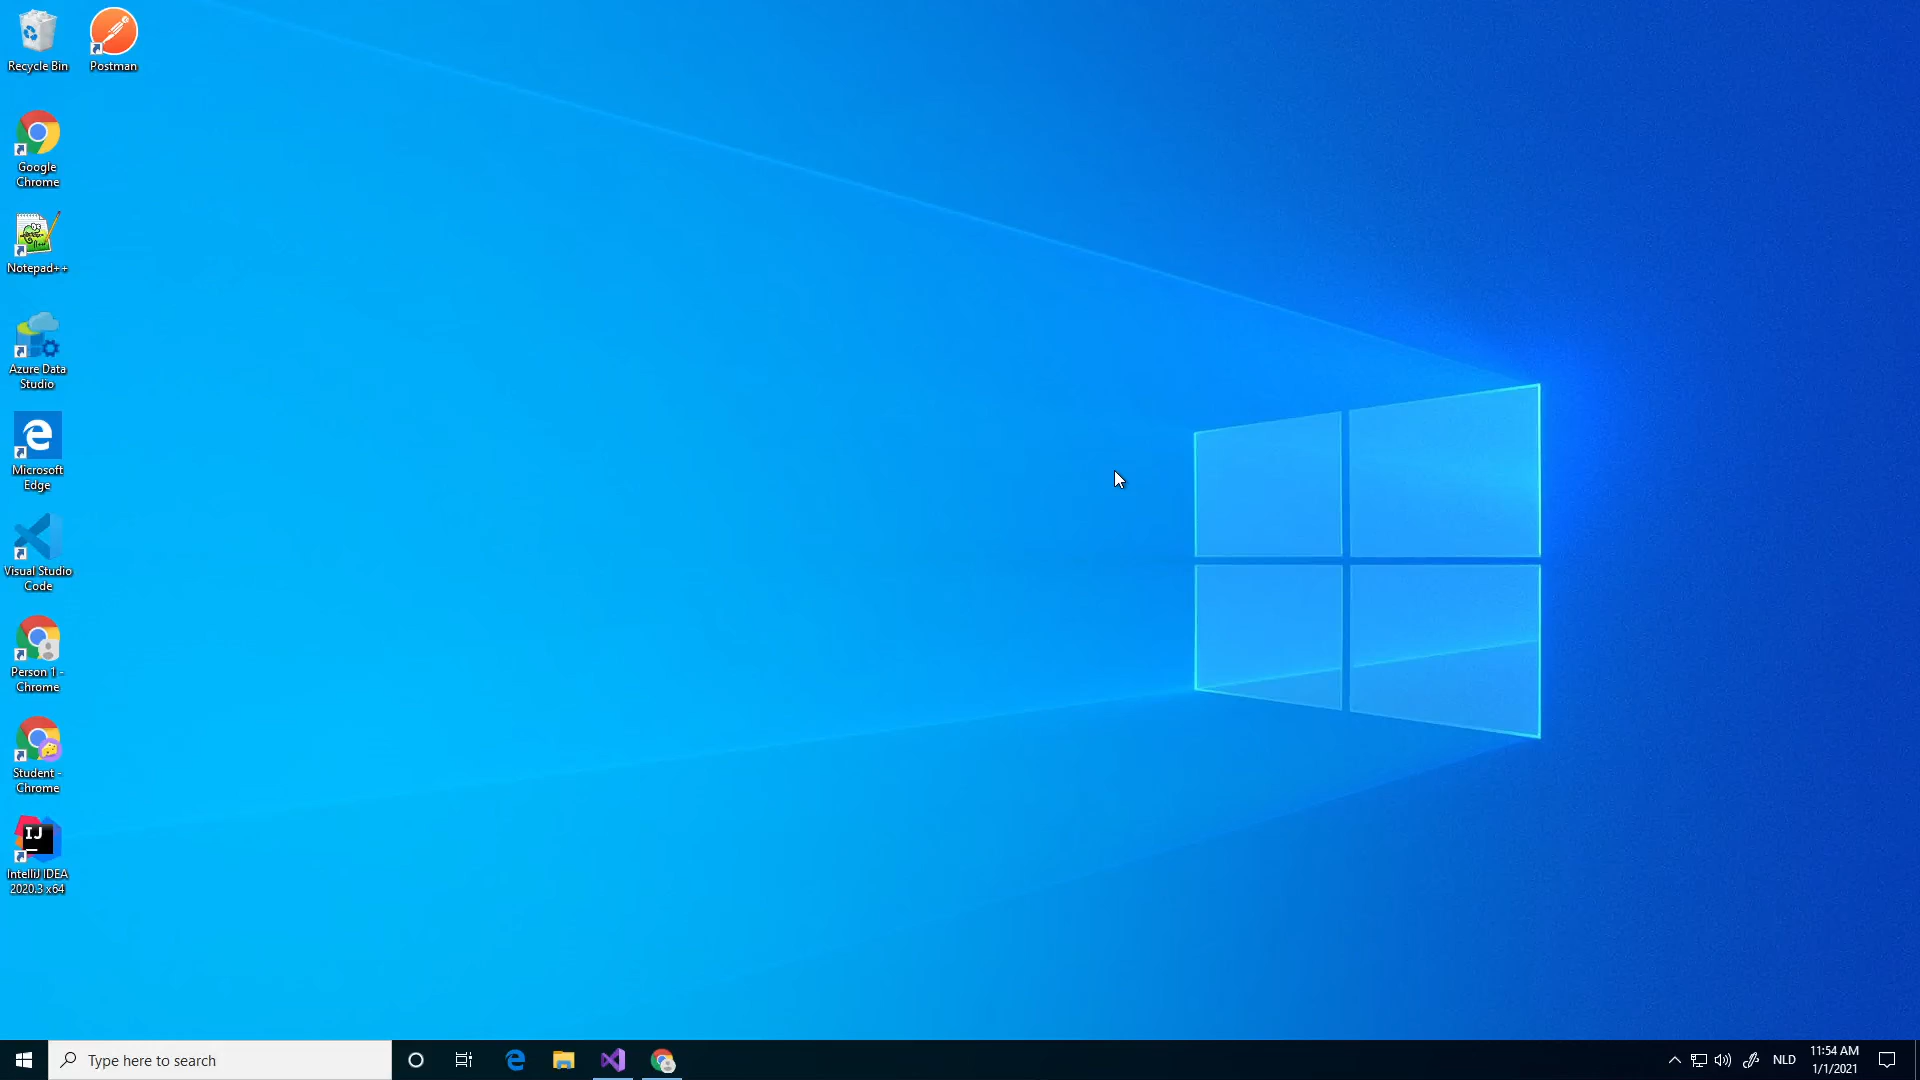 Recycle Bin
Postman
Google
Chrome
Notepad++
Azure Data
Studio
Microsoft
Edge
Visual Studio
Code
Person 1 -
Chrome
Student -
Chrome
IJ
IntelliJ IDEA
2020.3 x64
Type here to search
NLD
11:54 AM
1/1/2021